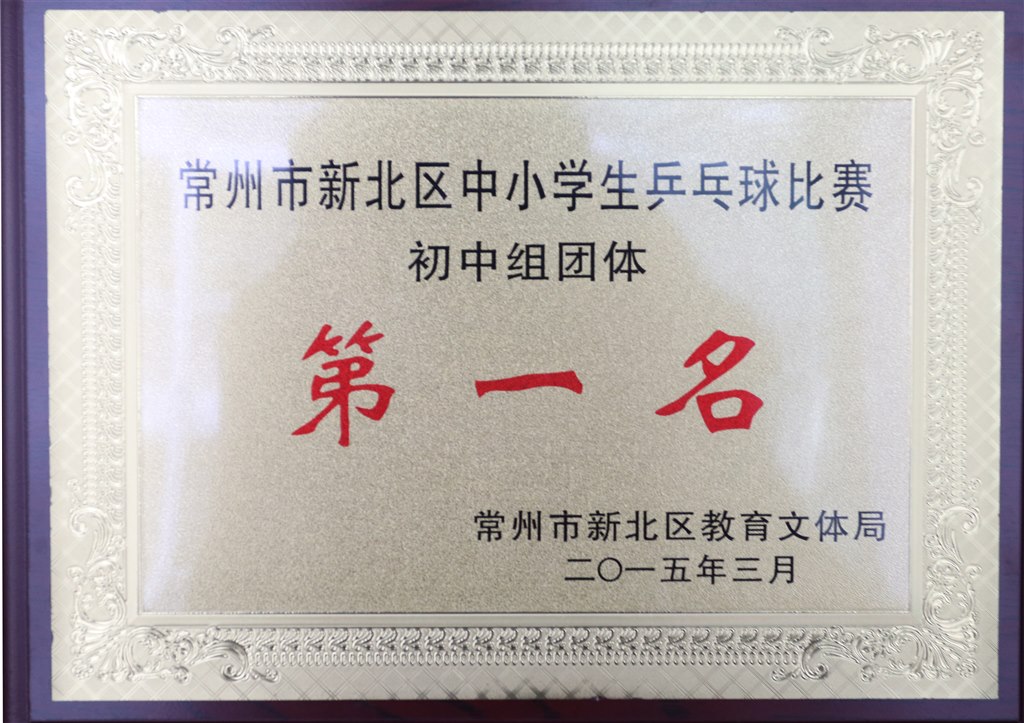 常州市新北区中小学生乒乓球比赛
初中组团体
第一名
常州市新北区教育文体局
二〇一五年三月